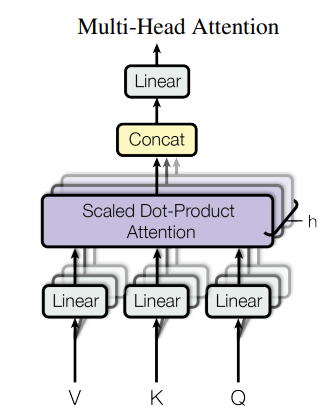 Multi-Head Attention
Linear
Concat
Scaled Dot-Product
Attention
h
Linear Linear Linear
V K Q